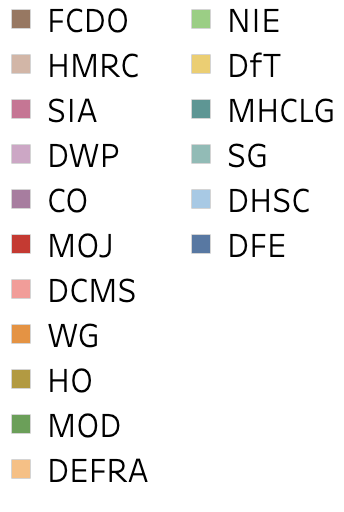 FCDO
HMRC
SIA
DWP
CO
MOJ
DCMS
WG
HO
MOD
DEFRA
NIE
DfT
MHCLG
SG
DHSC
DFE